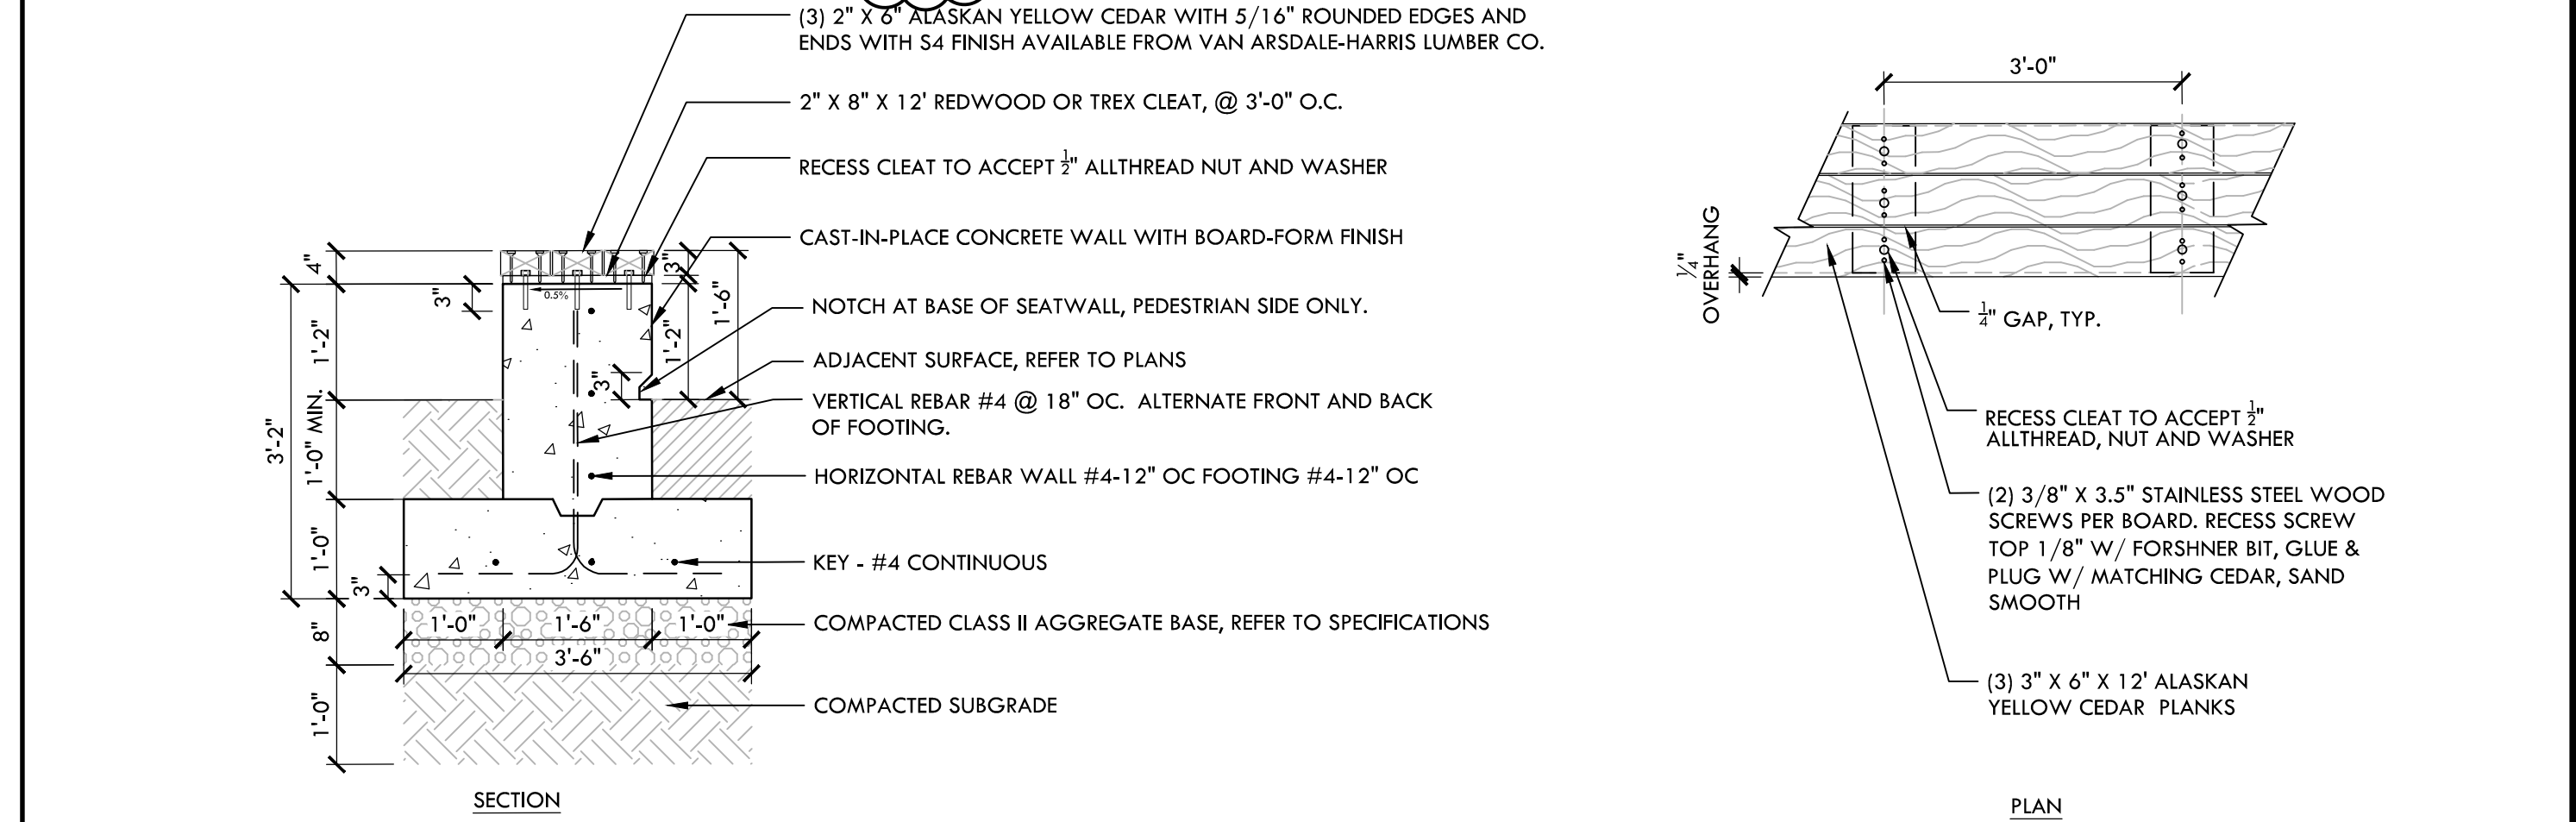 (3) 2" X 6" ALASKAN YELLOW CEDAR WITH 5/16" ROUNDED EDGES AND
ENDS WITH S4 FINISH AVAILABLE FROM VAN ARSDALE-HARRIS LUMBER CO.
2" X 8" X 12' REDWOOD OR TREX CLEAT, @ 3'-0" O.C.
RECESS CLEAT TO ACCEPT 1/2" ALLTHREAD NUT AND WASHER
CAST-IN-PLACE CONCRETE WALL WITH BOARD-FORM FINISH
NOTCH AT BASE OF SEATWALL, PEDESTRIAN SIDE ONLY.
ADJACENT SURFACE, REFER TO PLANS
VERTICAL REBAR #4 @ 18" OC. ALTERNATE FRONT AND BACK
OF FOOTING.
HORIZONTAL REBAR WALL #4-12" OC FOOTING #4-12" OC
KEY - #4 CONTINUOUS
COMPACTED CLASS II AGGREGATE BASE, REFER TO SPECIFICATIONS
COMPACTED SUBGRADE
4"
1'-2"
1'-0" MIN.
3'-2"
1'-0"
3"
8"
1'-0"
3"
0.5%
3"
1'-2"
1'-6"
3"
1'-0"
1'-6"
1'-0"
3'-6"
SECTION
3'-0"
1/4"
OVERHANG
1/4" GAP, TYP.
RECESS CLEAT TO ACCEPT 1/2"
ALLTHREAD, NUT AND WASHER
(2) 3/8" X 3.5" STAINLESS STEEL WOOD
SCREWS PER BOARD. RECESS SCREW
TOP 1/8" W/ FORSHNER BIT, GLUE &
PLUG W/ MATCHING CEDAR, SAND
SMOOTH
(3) 3" X 6" X 12' ALASKAN
YELLOW CEDAR PLANKS
PLAN